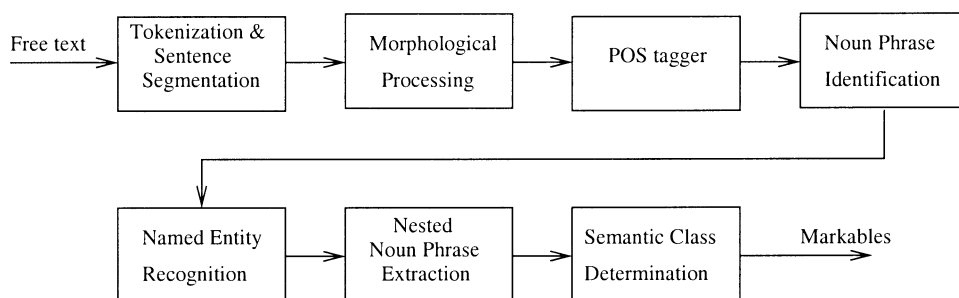 Free text
Tokenization &
Sentence
Segmentation
Morphological
Processing
POS tagger
Noun Phrase
Identification
Named Entity
Recognition
Nested
Noun Phrase
Extraction
Semantic Class
Determination
Markables